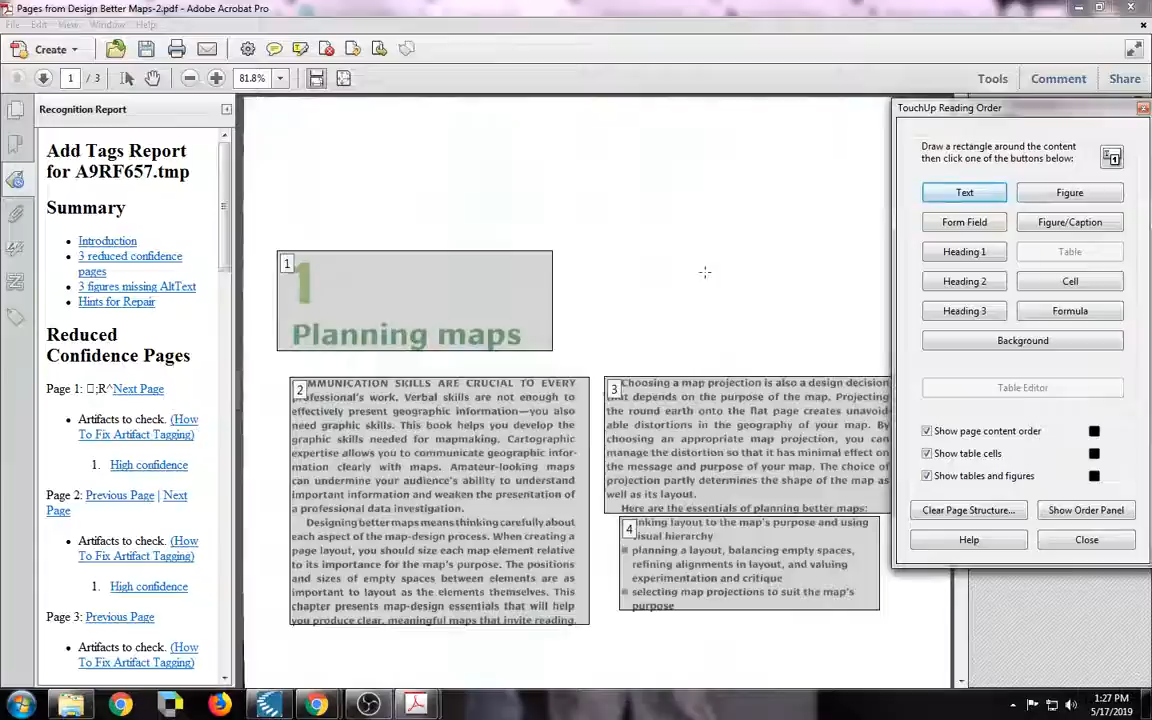 Pages from Design Better Maps-2.pdf - Adobe Acrobat Pro
File Edit View Window Help
Create
1 / 3
81.8%
Tools Comment Share
Recognition Report
Add Tags Report
for A9RF657.tmp
Summary
Introduction
3 reduced confidence
pages
3 figures missing AltText
Hints for Repair
Reduced
Confidence Pages
Page 1: :R^Next Page
Artifacts to check. (How
To Fix Artifact Tagging)
1. High confidence
Page 2: Previous Page | Next
Page
Artifacts to check. (How
To Fix Artifact Tagging)
1. High confidence
Page 3: Previous Page
Artifacts to check. (How
To Fix Artifact Tagging)
1
1
Planning maps
2
MMUNICATION SKILLS ARE CRUCIAL TO EVERY
professional's work. Verbal skills are not enough to
effectively present geographic information—you also
need graphic skills. This book helps you develop the
graphic skills needed for mapmaking. Cartographic
expertise allows you to communicate geographic infor-
mation clearly with maps. Amateur-looking maps
can undermine your audience's ability to understand
important information and weaken the presentation of
a professional data investigation.
Designing better maps means thinking carefully about
each aspect of the map-design process. When creating a
page layout, you should size each map element relative
to its importance for the map's purpose. The positions
and sizes of empty spaces between elements are as
important to layout as the elements themselves. This
chapter presents map-design essentials that will help
you produce clear, meaningful maps that invite reading.
3
Choosing a map projection is also a design decision
that depends on the purpose of the map. Projecting
the round earth onto the flat page creates unavoid-
able distortions in the geography of your map. By
choosing an appropriate map projection, you can
manage the distortion so that it has minimal effect on
the message and purpose of your map. The choice of
projection partly determines the shape of the map as
well as its layout.
Here are the essentials of planning better maps:
4
inking layout to the map's purpose and using
visual hierarchy
planning a layout, balancing empty spaces,
refining alignments in layout, and valuing
experimentation and critique
selecting map projections to suit the map's
purpose
TouchUp Reading Order
Draw a rectangle around the content
then click one of the buttons below:
Text Figure
Form Field Figure/Caption
Heading 1 Table
Heading 2 Cell
Heading 3 Formula
Background
Table Editor
Show page content order
Show table cells
Show tables and figures
Clear Page Structure... Show Order Panel
Help Close
1:27 PM
5/17/2019